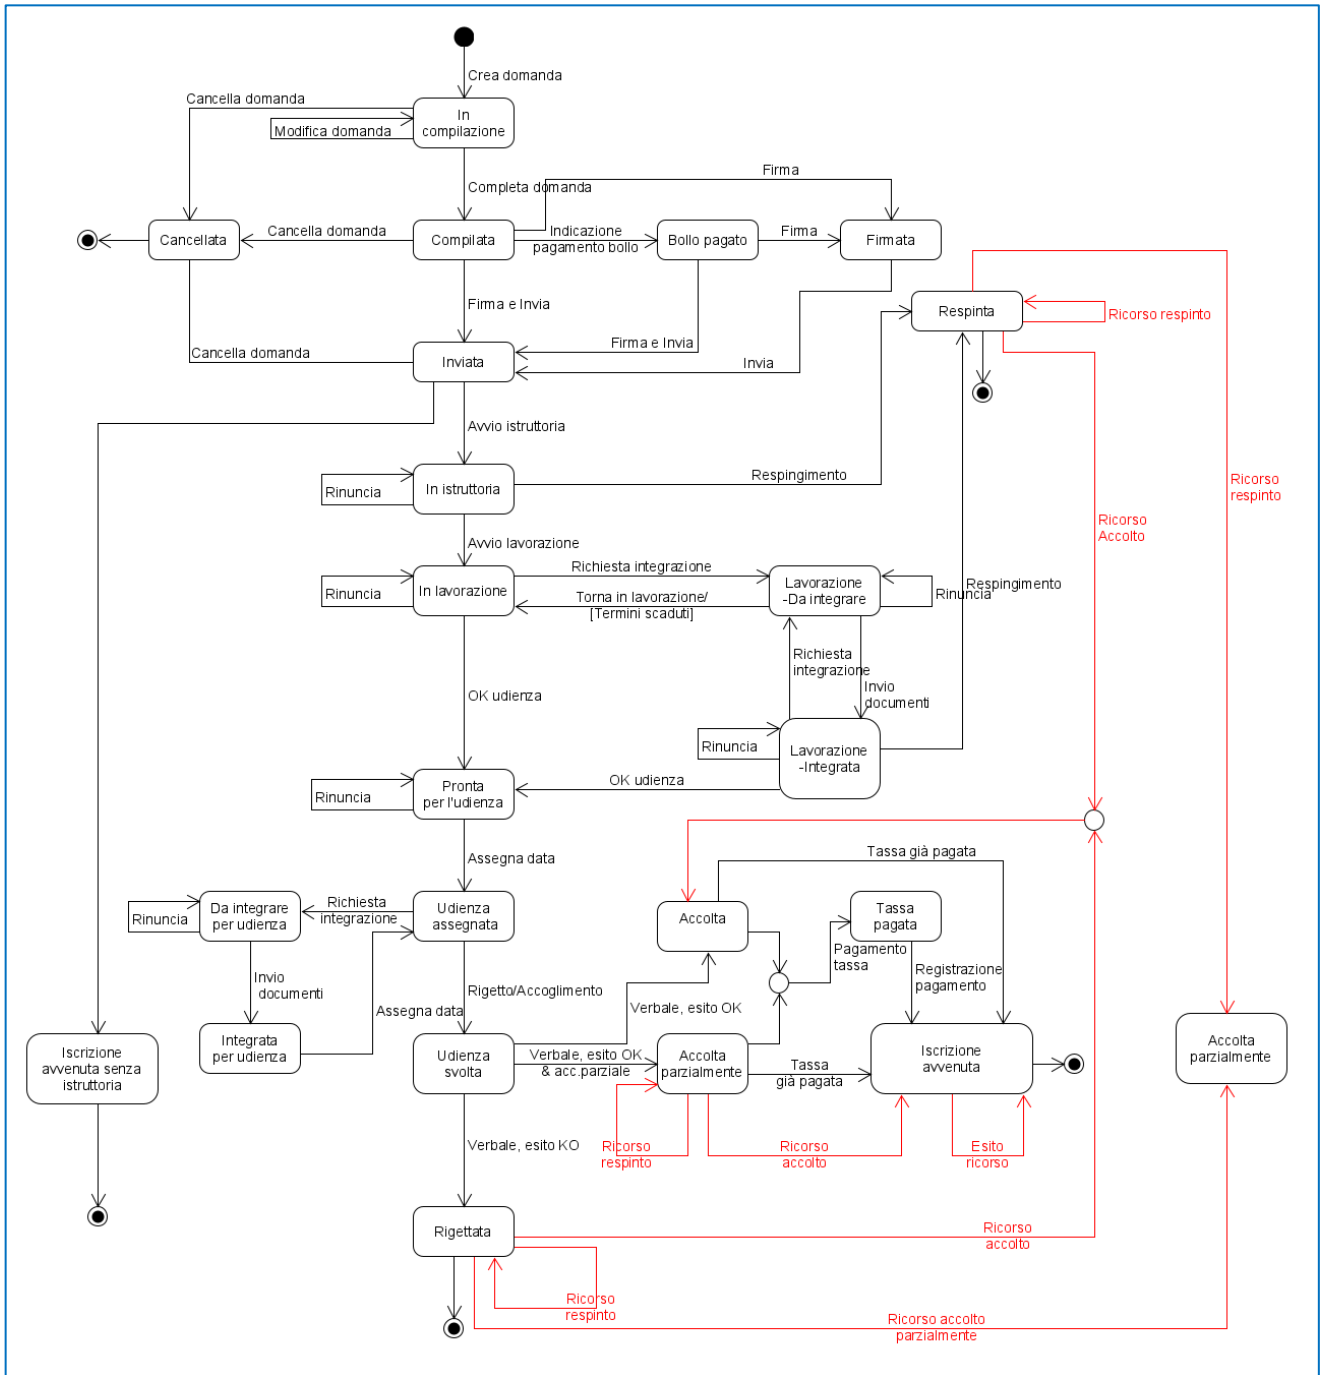 Crea domanda
Cancella domanda
In
compilazione
Modifica domanda
Firma
Completa domanda
Cancellata
Cancella domanda
Compilata
Indicazione
pagamento bollo
Bollo pagato
Firma
Firmata
Firma e Invia
Respinta
Ricorso respinto
Cancella domanda
Inviata
Firma e Invia
Invia
Avvio istruttoria
Rinuncia
In istruttoria
Respingimento
Ricorso
respinto
Ricorso
Accolto
Avvio lavorazione
Rinuncia
In lavorazione
Richiesta integrazione
Torna in lavorazione/
[Termini scaduti]
Lavorazione
-Da integrare
Rinuncia
Respingimento
Richiesta
integrazione
Invio
documenti
OK udienza
Rinuncia
Lavorazione
-Integrata
OK udienza
Rinuncia
Pronta
per l'udienza
Assegna data
Tassa già pagata
Rinuncia
Da integrare
per udienza
Richiesta
integrazione
Udienza
assegnata
Accolta
Tassa
pagata
Pagamento
tassa
Registrazione
pagamento
Invio
documenti
Rigetto/Accoglimento
Assegna data
Verbale, esito OK
Iscrizione
avvenuta senza
istruttoria
Integrata
per udienza
Udienza
svolta
Verbale, esito OK
& acc.parziale
Accolta
parzialmente
Tassa
già pagata
Iscrizione
avvenuta
Accolta
parzialmente
Verbale, esito KO
Ricorso
respinto
Ricorso
accolto
Esito
ricorso
Rigettata
Ricorso
accolto
Ricorso
respinto
Ricorso accolto
parzialmente